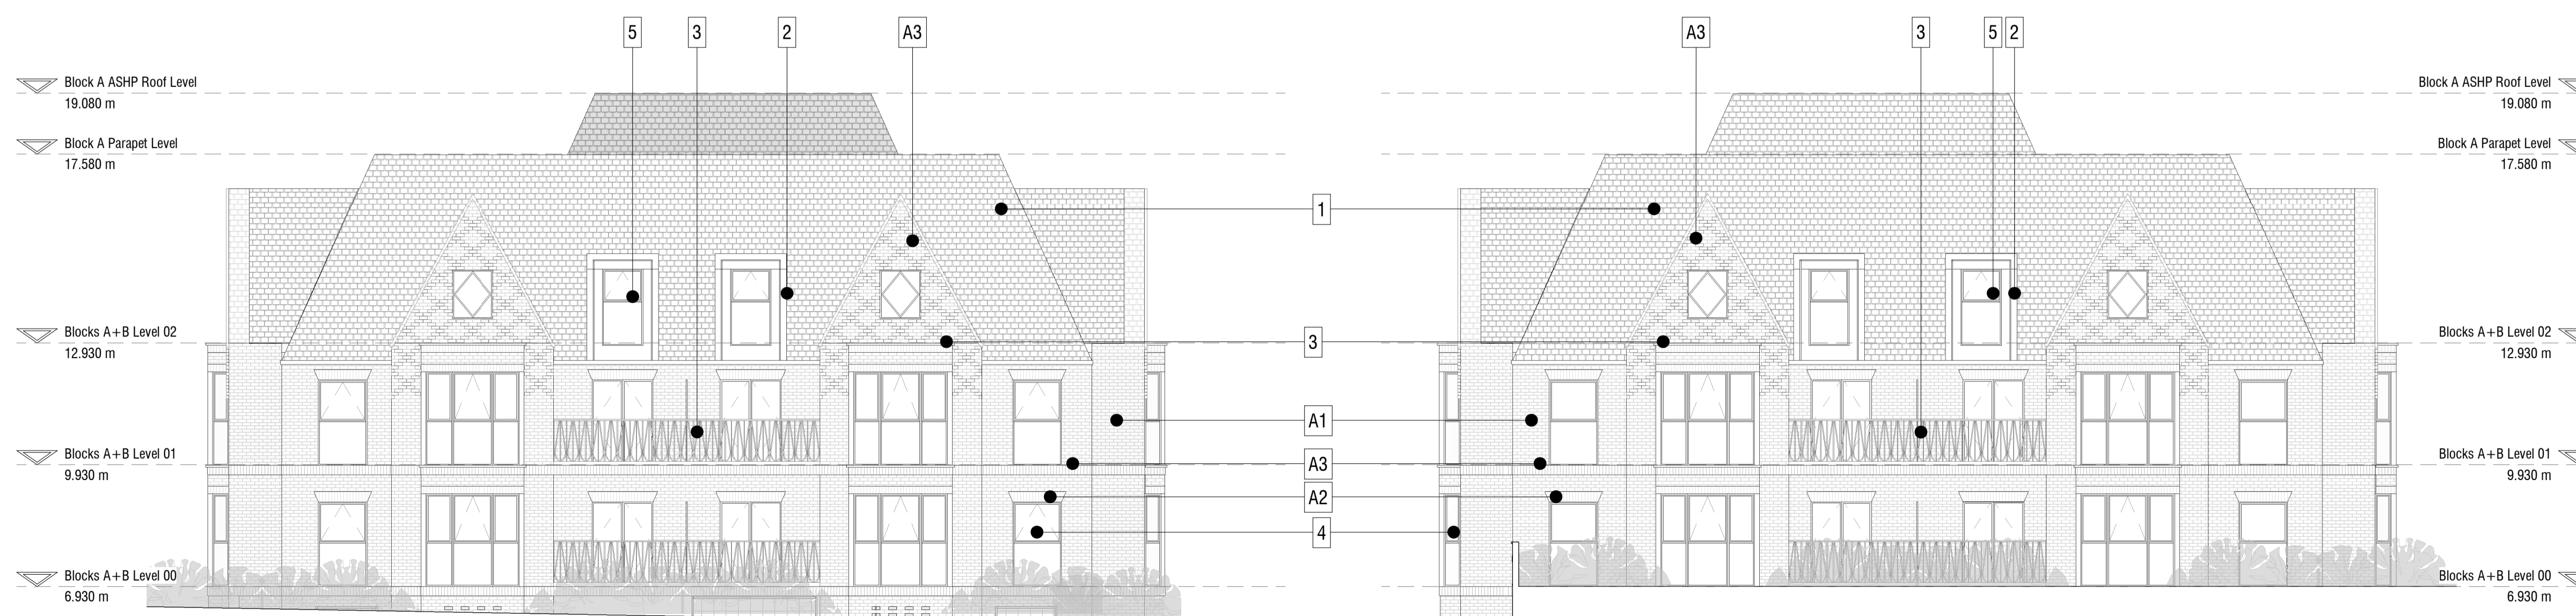 5
3
2
A3
A3
3
5
2
Block A ASHP Roof Level
19.080 m
Block A ASHP Roof Level
19.080 m
Block A Parapet Level
17.580 m
Block A Parapet Level
17.580 m
1
Blocks A+B Level 02
12.930 m
3
Blocks A+B Level 02
12.930 m
A1
Blocks A+B Level 01
9.930 m
A3
Blocks A+B Level 01
9.930 m
A2
4
Blocks A+B Level 00
6.930 m
Blocks A+B Level 00
6.930 m